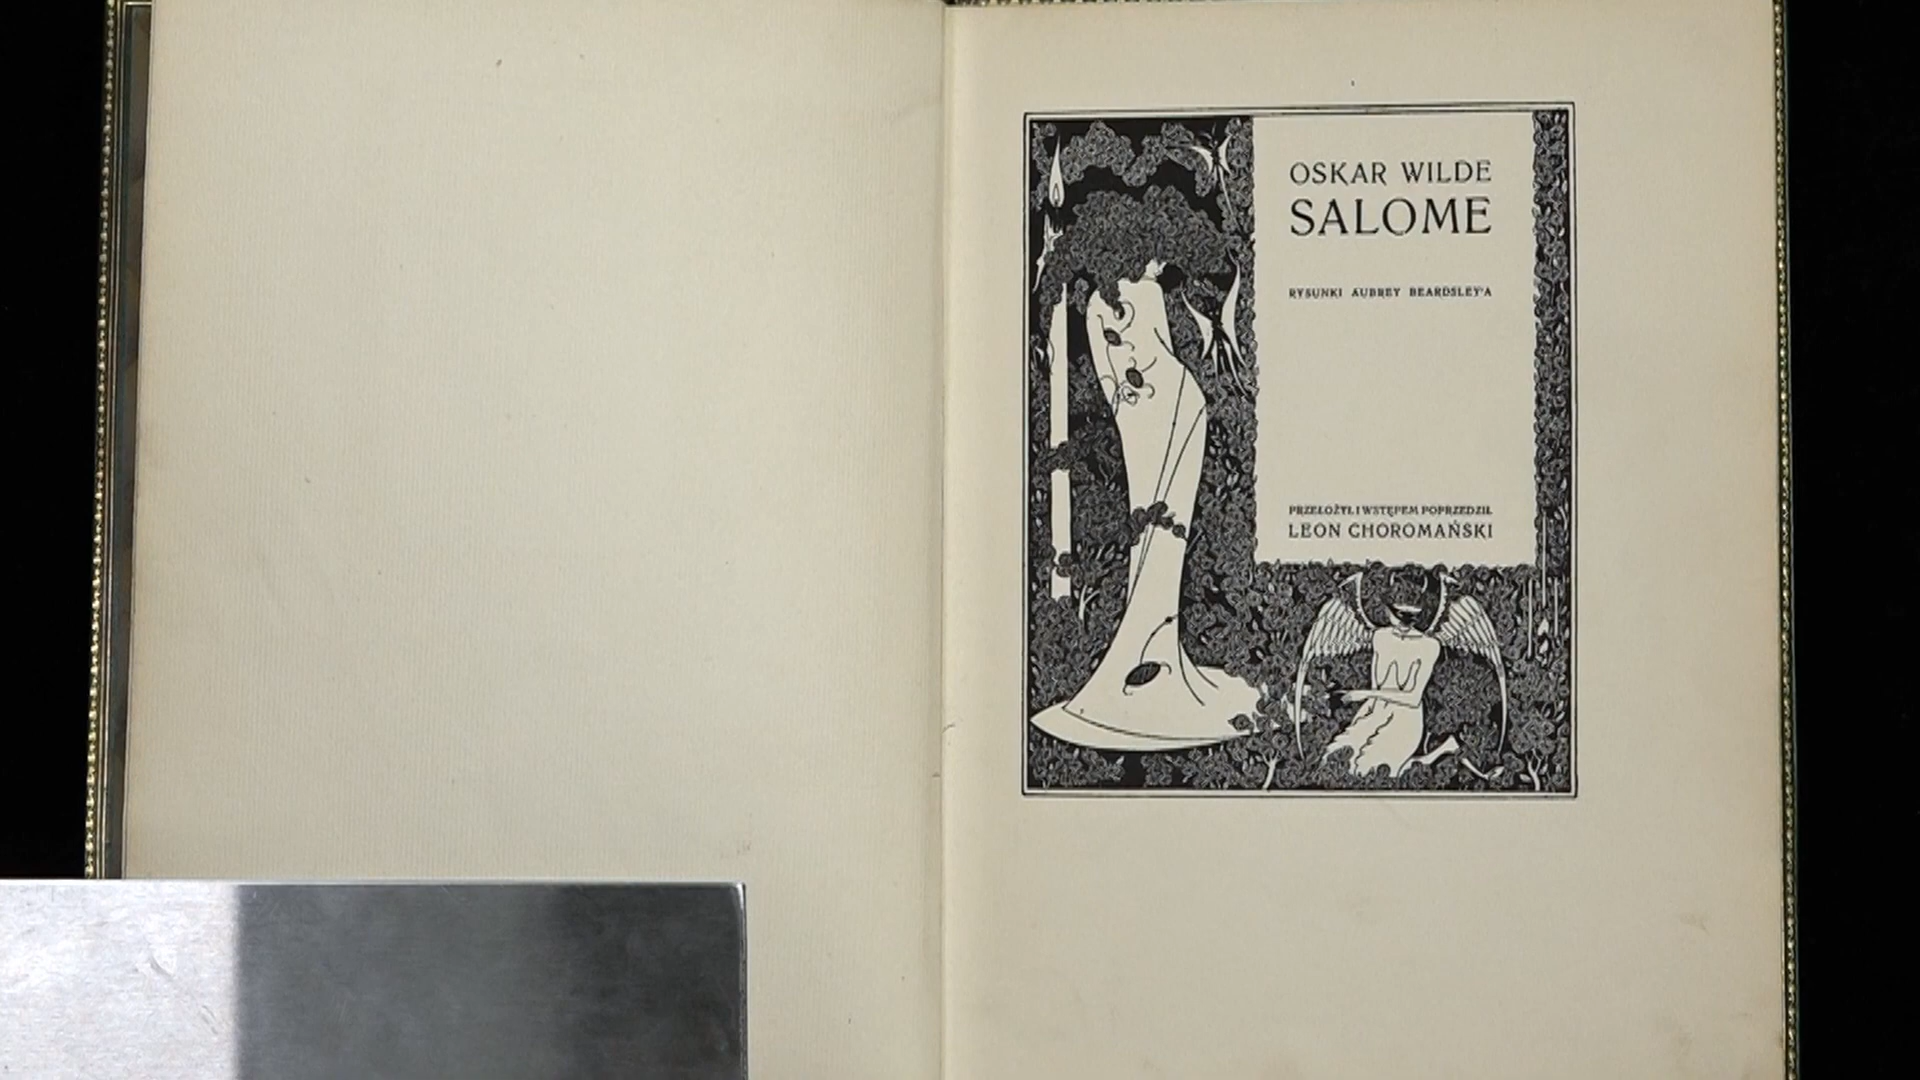 OSKAR WILDE
SALOME
RYSUNKI AUBREY BEARDSLEY'A
PRZEŁOŻYŁ I WSTĘPEM POPRZEDZIŁ
LEON CHOROMAŃSKI